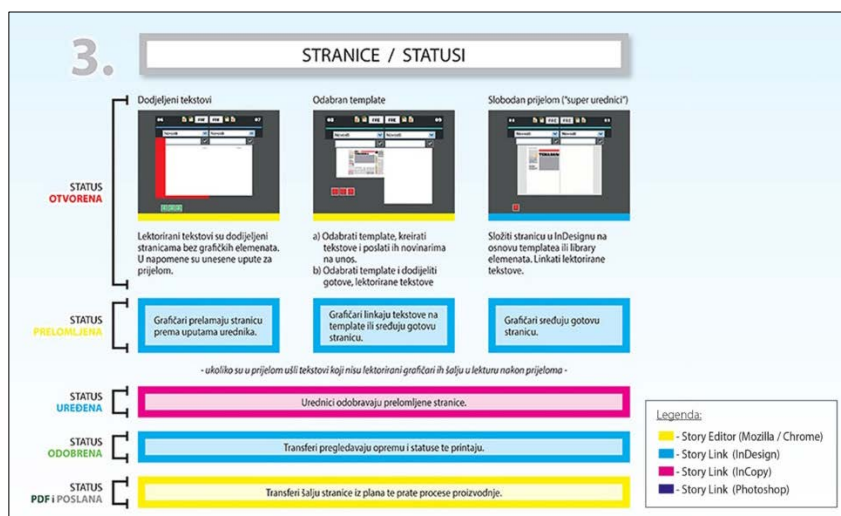 3.
STRANICE / STATUSI
Dodjeljeni tekstovi
Odabran template
Slobodan prijelom ("super urednici")
STATUS
OTVORENA
Lektorirani tekstovi su dodijeljeni
stranicama bez grafičkih elemenata.
U napomene su unesene upute za
prijelom.
a) Odabrati template, kreirati
tekstove i poslati ih novinarima
na unos.
b) Odabrati template i dodijeliti
gotove, lektorirane tekstove
Složiti stranicu u InDesignu na
osnovu templatea ili library
elemenata. Linkati lektorirane
tekstove.
STATUS
PRELOMLJENA
Grafičari prelamaju stranicu
prema uputama urednika.
Grafičari linkaju tekstove na
template ili sređuju gotovu
stranicu.
Grafičari sređuju gotovu
stranicu.
- ukoliko su u prijelom ušli tekstovi koji nisu lektorirani grafičari ih šalju u lekturu nakon prijeloma -
STATUS
UREĐENA
Urednici odobravaju prelomljene stranice.
STATUS
ODOBRENA
Transferi pregledavaju opremu i statuse te printaju.
STATUS
PDF i POSLANA
Transferi šalju stranice iz plana te prate procese proizvodnje.
Legenda:
- Story Editor (Mozilla / Chrome)
- Story Link (InDesign)
- Story Link (InCopy)
- Story Link (Photoshop)